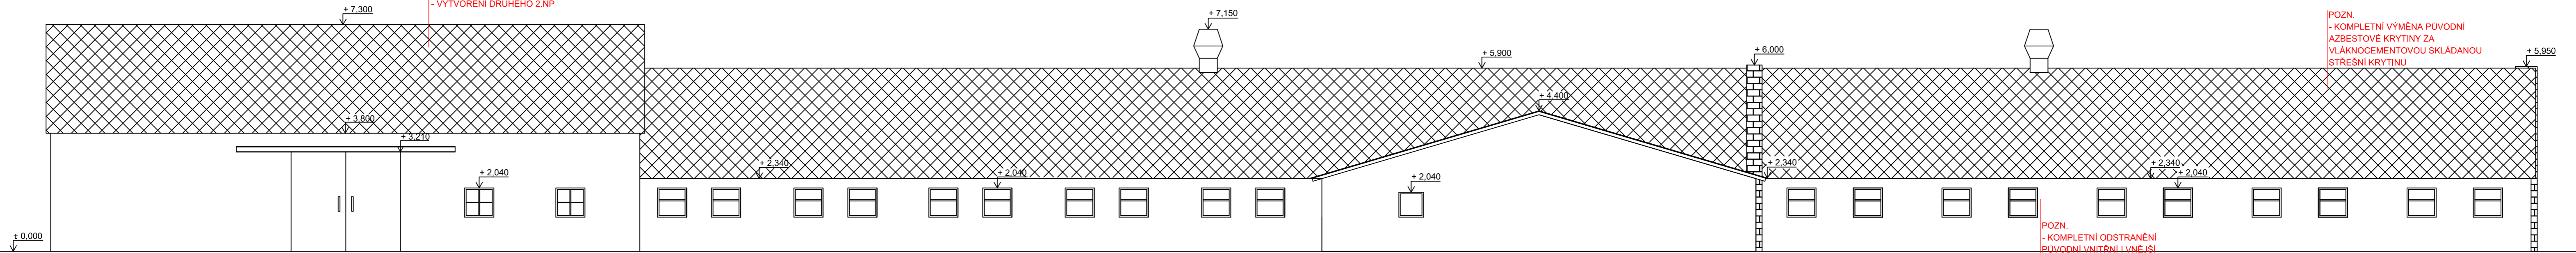 - VYTVOŘENÍ DRUHÉHO 2.NP
+ 7,300
+ 7,150
POZN.
- KOMPLETNÍ VÝMĚNA PŮVODNÍ
AZBESTOVÉ KRYTINY ZA
VLÁKNOCEMENTOVOU SKLÁDANOU
STŘEŠNÍ KRYTINU
+ 5,900
+ 6,000
+ 5,950
+ 4,400
+ 3,800
+ 3,210
+ 2,340
+ 2,340
+ 2,340
+ 2,040
+ 2,040
+ 2,040
+ 2,040
± 0,000
POZN.
- KOMPLETNÍ ODSTRANĚNÍ
PŮVODNÍ VNITŘNÍ I VNĚJŠÍ